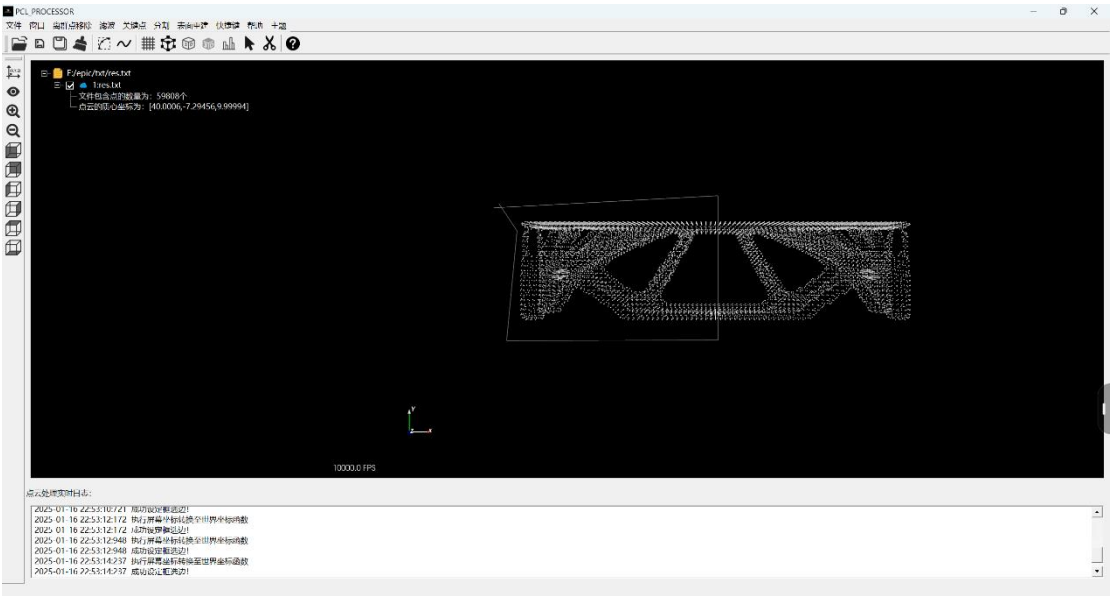 PCL_PROCESSOR
文件 窗口 离群点移除 滤波 关键点 分割 表面重建 快捷键 帮助 主题
F:/epic/txt/res.txt
1:res.txt
文件包含点的数量为：59808个
点云的质心坐标为：[40.0006,-7.29456,9.99994]
Y
10000.0 FPS
点云处理实时日志：
2025-01-16 22:53:10:721 成功设定框选边!
2025-01-16 22:53:12:172 执行屏幕坐标转换至世界坐标函数
2025-01-16 22:53:12:172 成功设定框选边!
2025-01-16 22:53:12:948 执行屏幕坐标转换至世界坐标函数
2025-01-16 22:53:12:948 成功设定框选边!
2025-01-16 22:53:14:237 执行屏幕坐标转换至世界坐标函数
2025-01-16 22:53:14:237 成功设定框选边!